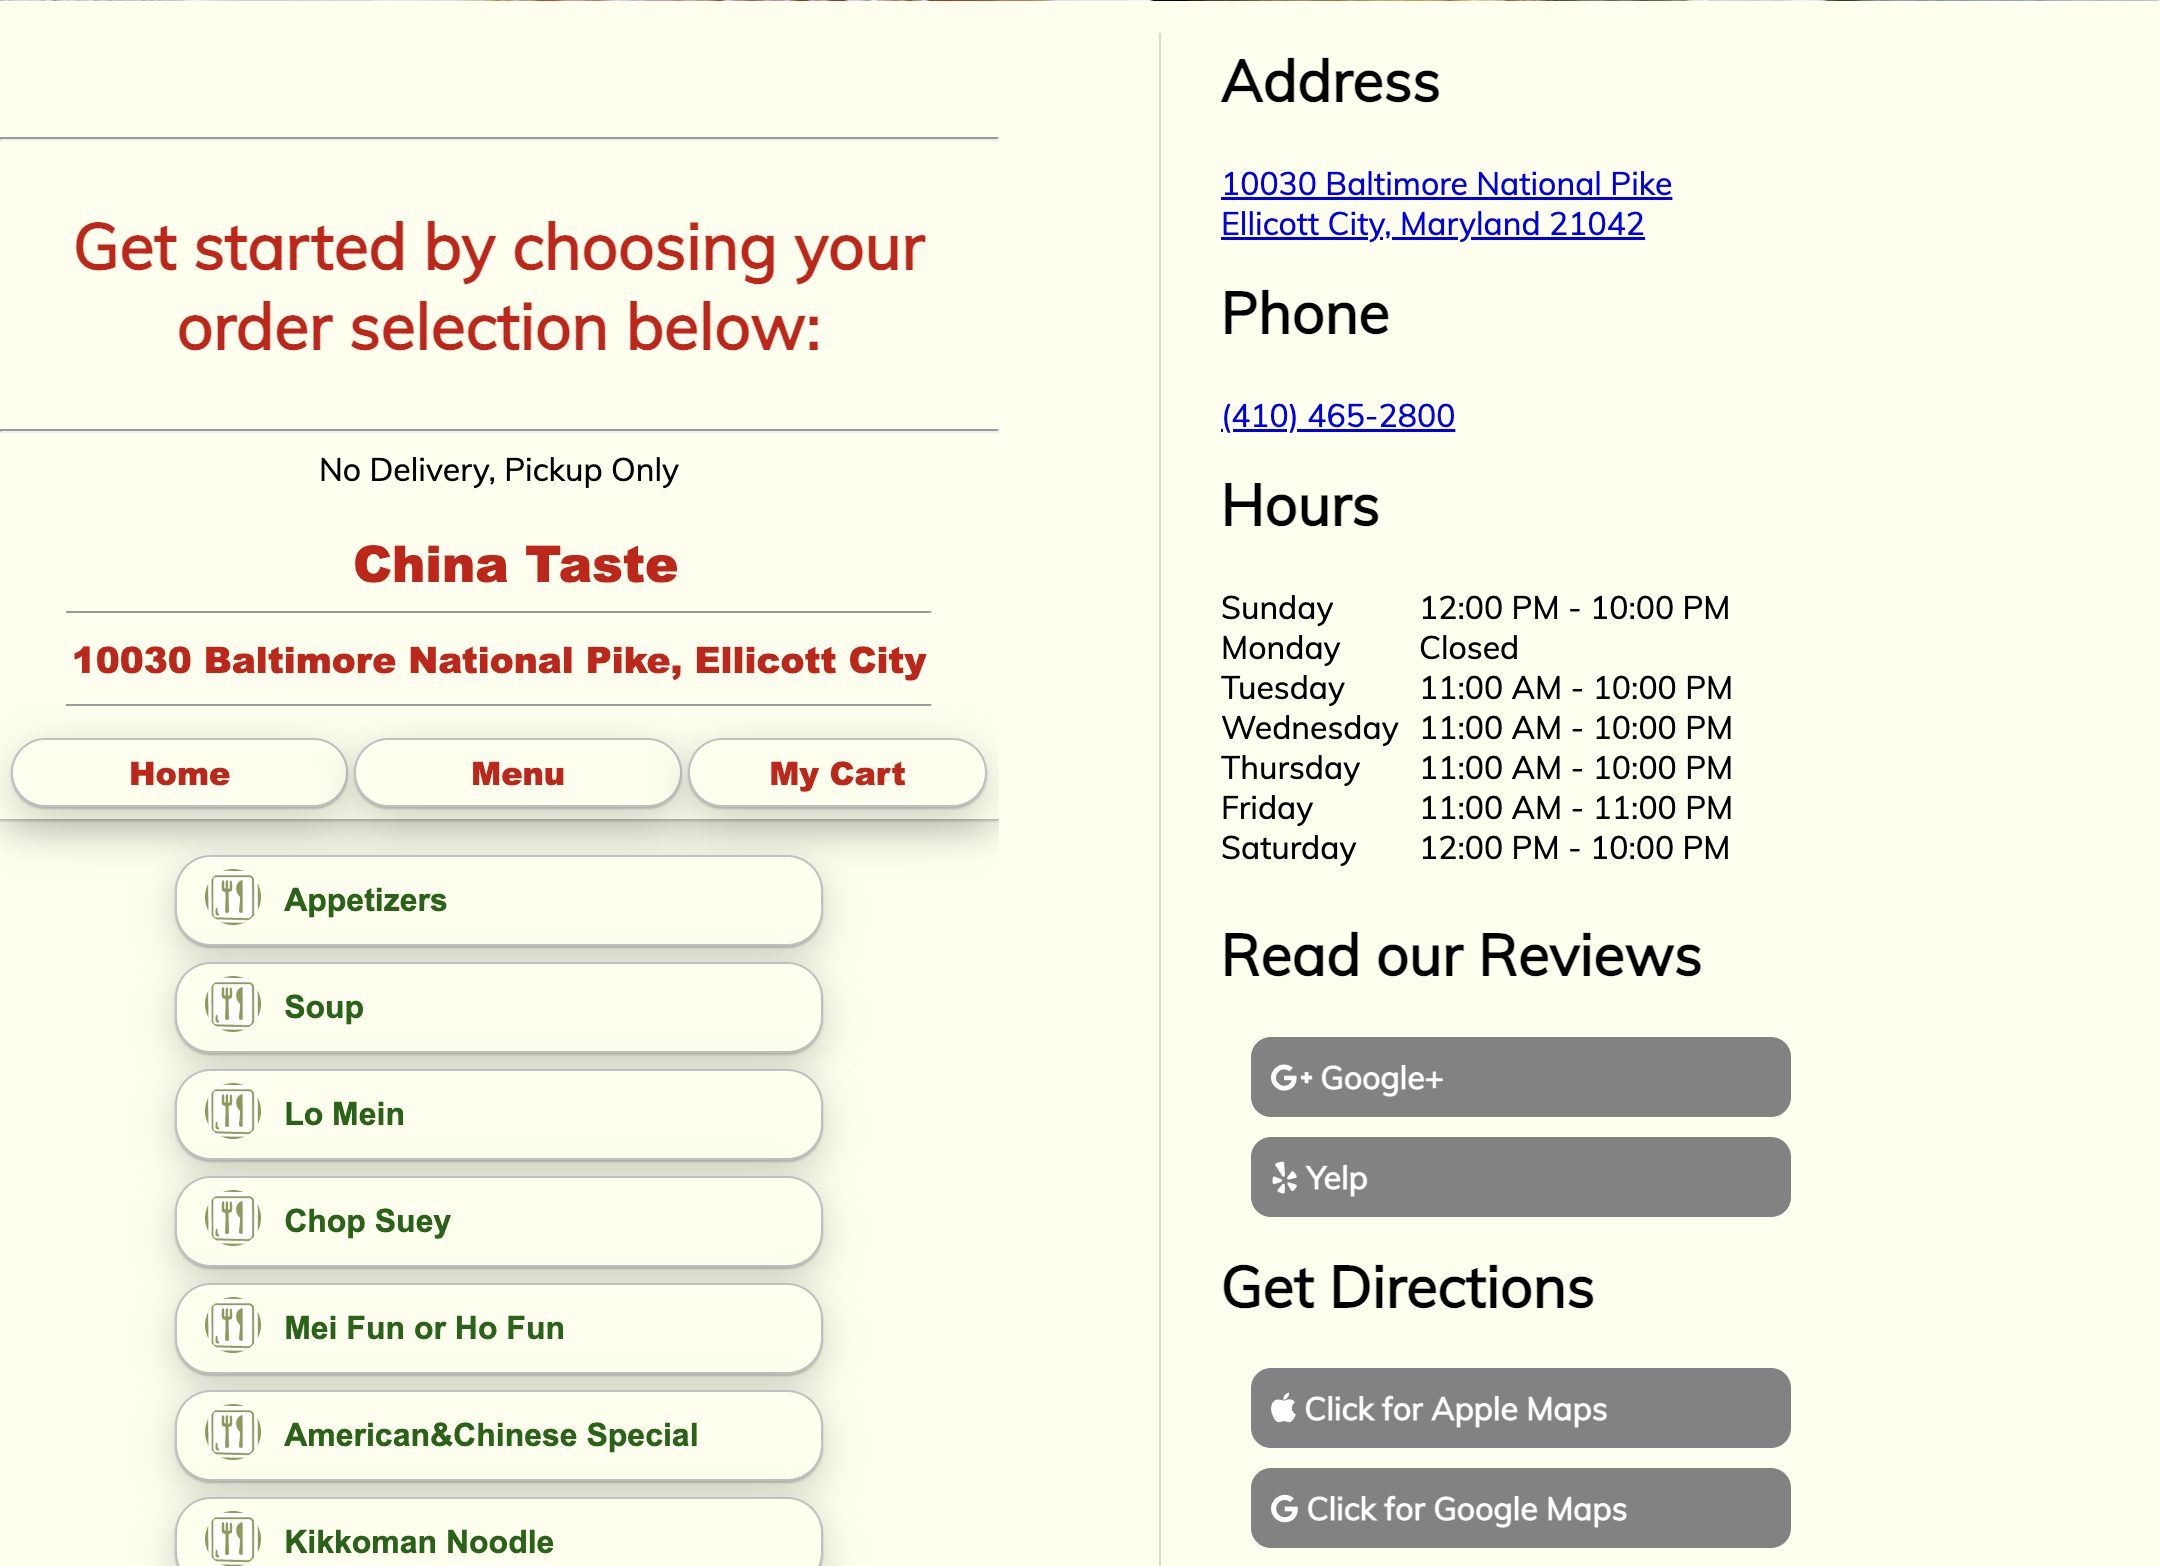 Get started by choosing your
order selection below:
No Delivery, Pickup Only
China Taste
10030 Baltimore National Pike, Ellicott City
Home
Menu
My Cart
Appetizers
Soup
Lo Mein
Chop Suey
Mei Fun or Ho Fun
American&Chinese Special
Kikkoman Noodle
Address
10030 Baltimore National Pike
Ellicott City, Maryland 21042
Phone
(410) 465-2800
Hours
Sunday 12:00 PM - 10:00 PM
Monday Closed
Tuesday 11:00 AM - 10:00 PM
Wednesday 11:00 AM - 10:00 PM
Thursday 11:00 AM - 10:00 PM
Friday 11:00 AM - 11:00 PM
Saturday 12:00 PM - 10:00 PM
Read our Reviews
G+ Google+
Yelp
Get Directions
Click for Apple Maps
G Click for Google Maps